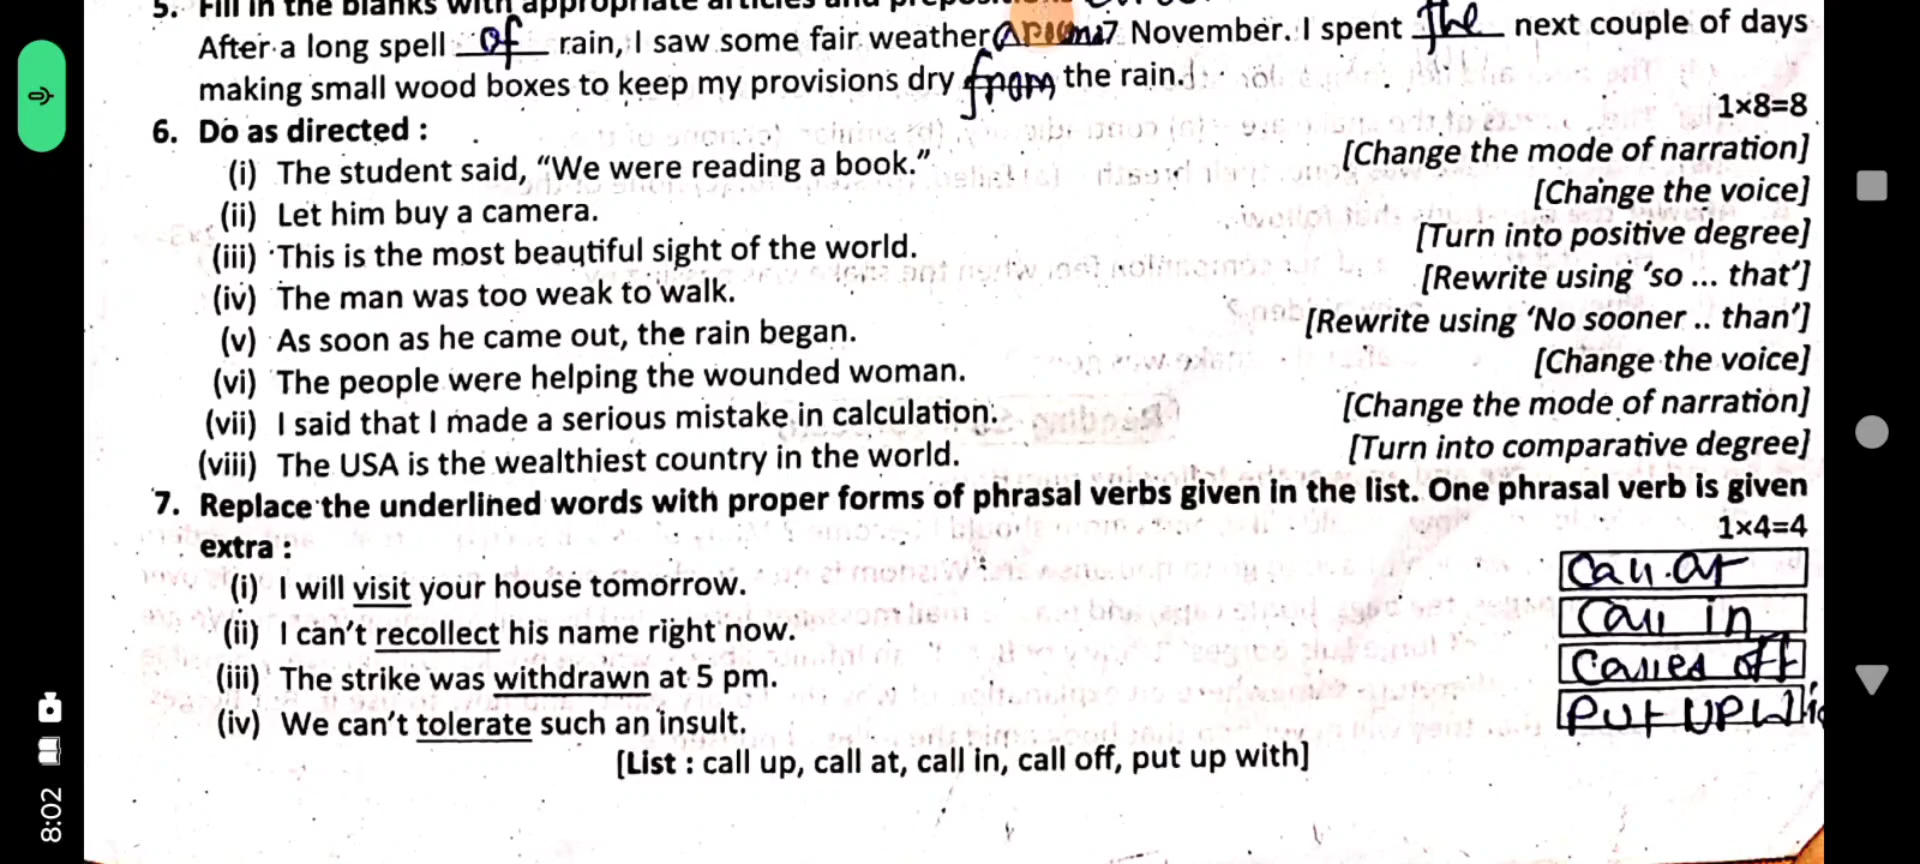 5. Fill in the blanks with appropriate articles and
After a long spell of rain, I saw some fair weather 7 November. I spent the next couple of days
making small wood boxes to keep my provisions dry from the rain.
1×8=8
6. Do as directed :
(i) The student said, “We were reading a book.” [Change the mode of narration]
(ii) Let him buy a camera. [Change the voice]
(iii) This is the most beautiful sight of the world. [Turn into positive degree]
(iv) The man was too weak to walk. [Rewrite using ‘so ... that’]
(v) As soon as he came out, the rain began. [Rewrite using ‘No sooner .. than’]
(vi) The people were helping the wounded woman. [Change the voice]
(vii) I said that I made a serious mistake in calculation. [Change the mode of narration]
(viii) The USA is the wealthiest country in the world. [Turn into comparative degree]
7. Replace the underlined words with proper forms of phrasal verbs given in the list. One phrasal verb is given
extra : 1×4=4
(i) I will visit your house tomorrow. Call at
(ii) I can’t recollect his name right now. Call in
(iii) The strike was withdrawn at 5 pm. Called off
(iv) We can’t tolerate such an insult. Put UP
[List : call up, call at, call in, call off, put up with]
8:02